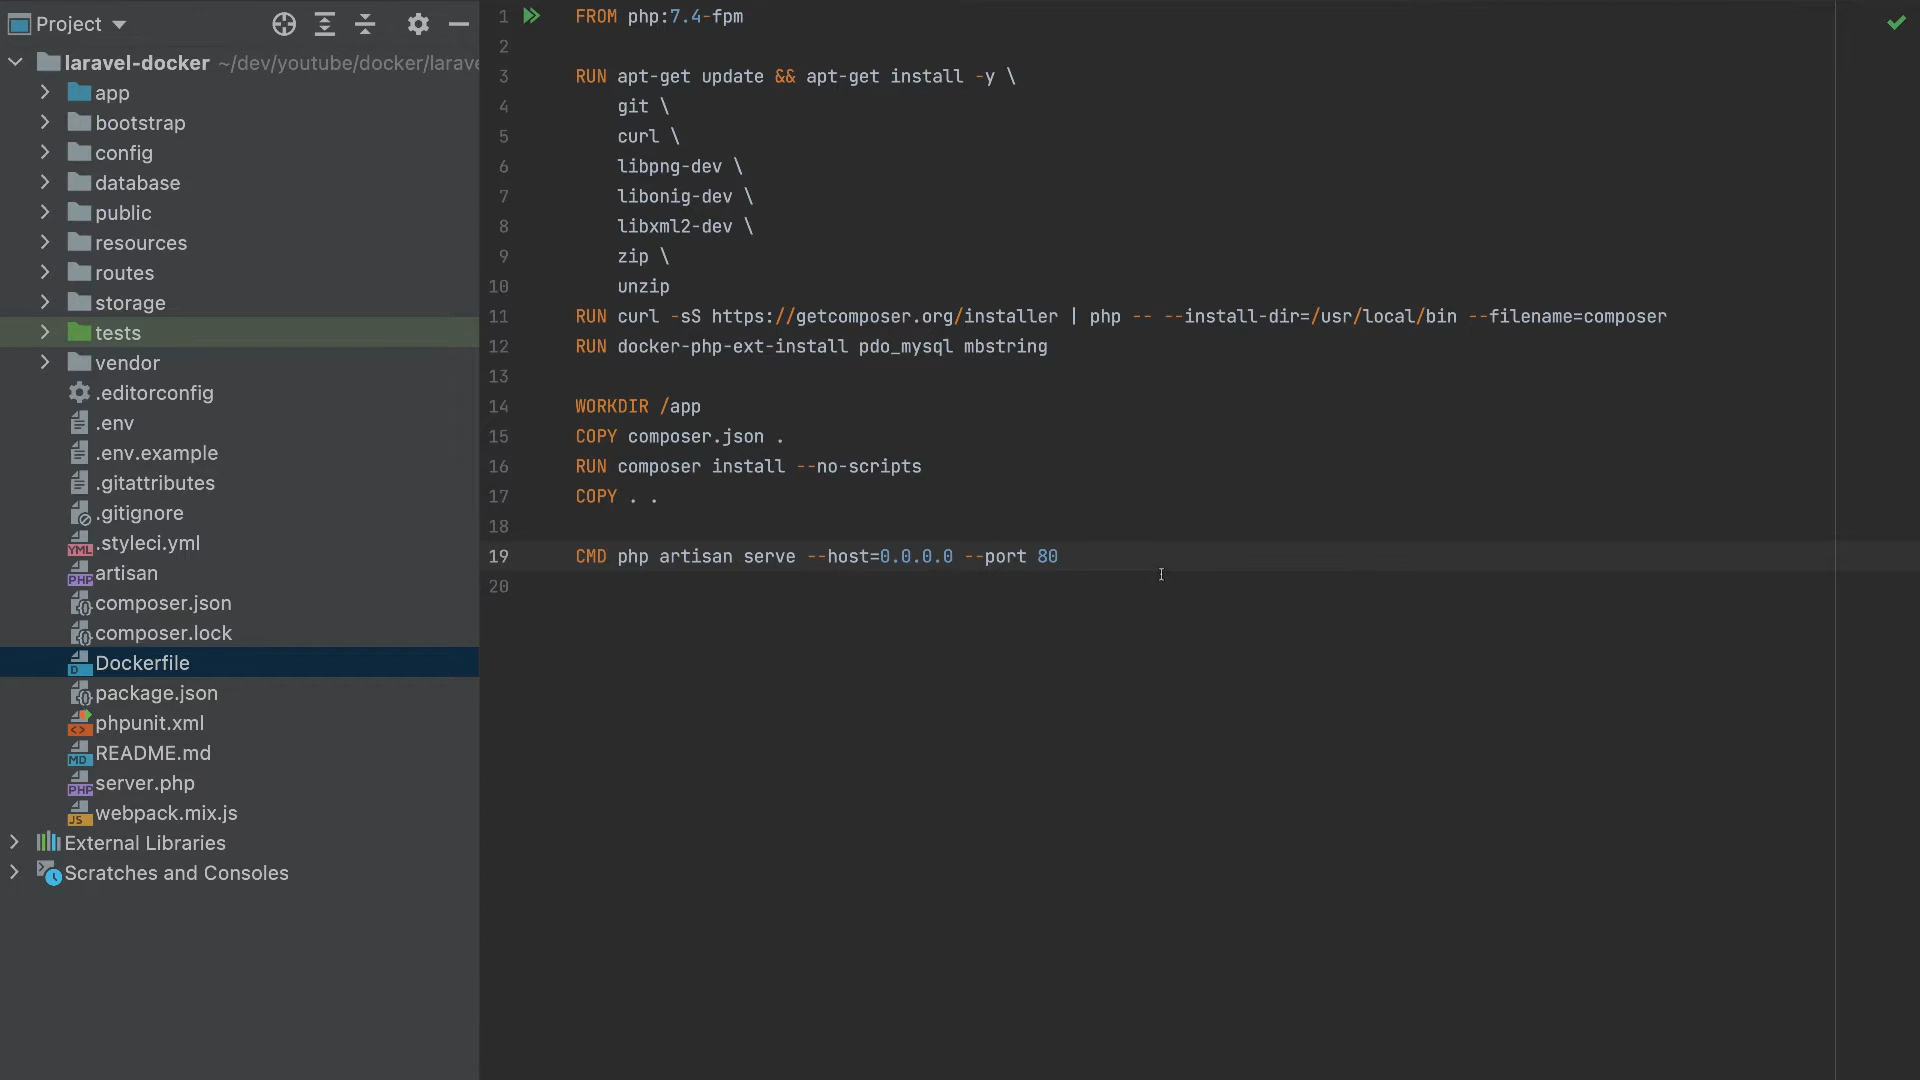 Project
laravel-docker ~/dev/youtube/docker/larave
app
bootstrap
config
database
public
resources
routes
storage
tests
vendor
.editorconfig
.env
.env.example
.gitattributes
.gitignore
YML .styleci.yml
PHP artisan
composer.json
composer.lock
D Dockerfile
package.json
<> phpunit.xml
MD README.md
PHP server.php
JS webpack.mix.js
External Libraries
Scratches and Consoles
1 FROM php:7.4-fpm
2
3 RUN apt-get update && apt-get install -y \
4 git \
5 curl \
6 libpng-dev \
7 libonig-dev \
8 libxml2-dev \
9 zip \
10 unzip
11 RUN curl -sS https://getcomposer.org/installer | php -- --install-dir=/usr/local/bin --filename=composer
12 RUN docker-php-ext-install pdo_mysql mbstring
13
14 WORKDIR /app
15 COPY composer.json .
16 RUN composer install --no-scripts
17 COPY . .
18
19 CMD php artisan serve --host=0.0.0.0 --port 80
20